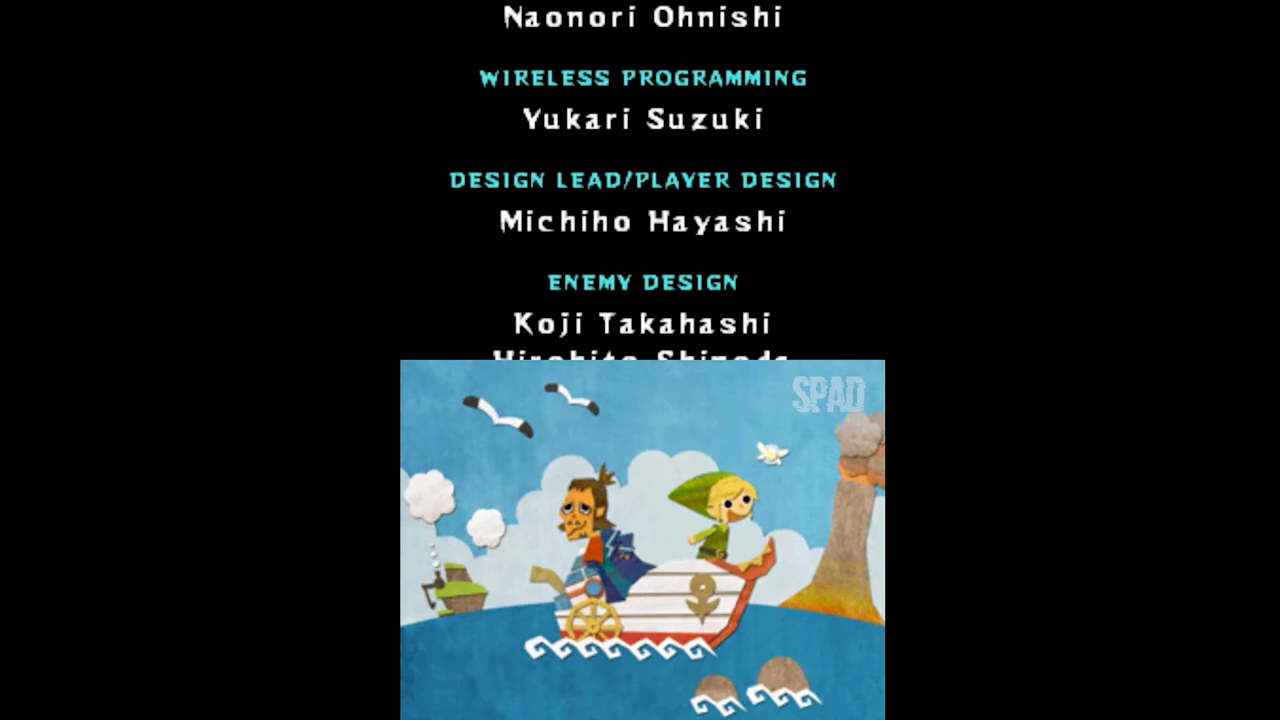 Naonori Ohnishi
WIRELESS PROGRAMMING
Yukari Suzuki
DESIGN LEAD/PLAYER DESIGN
Michiho Hayashi
ENEMY DESIGN
Koji Takahashi
SPAD